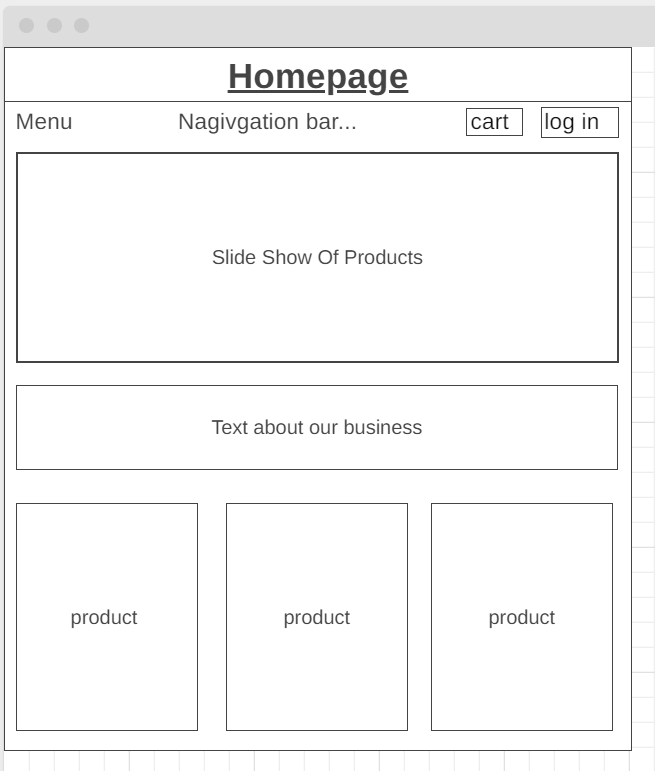 Homepage
Menu
Nagivgation bar...
cart
log in
Slide Show Of Products
Text about our business
product
product
product